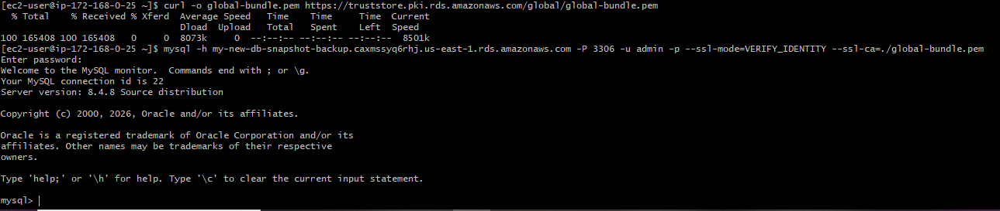 [ec2-user@ip-172-168-0-25 ~]$ curl -o global-bundle.pem https://truststore.pki.rds.amazonaws.com/global/global-bundle.pem
% Total % Received % Xferd Average Speed Time Time Time Current
Dload Upload Total Spent Left Speed
100 165408 100 165408 0 0 8073k 0 --:--:-- --:--:-- --:--:-- 8501k
[ec2-user@ip-172-168-0-25 ~]$ mysql -h my-new-db-snapshot-backup.caxmssyq6rhj.us-east-1.rds.amazonaws.com -P 3306 -u admin -p --ssl-mode=VERIFY_IDENTITY --ssl-ca=./global-bundle.pem
Enter password:
Welcome to the MySQL monitor.  Commands end with ; or \g.
Your MySQL connection id is 22
Server version: 8.4.8 Source distribution
Copyright (c) 2000, 2026, Oracle and/or its affiliates.
Oracle is a registered trademark of Oracle Corporation and/or its
affiliates. Other names may be trademarks of their respective
owners.
Type 'help;' or '\h' for help. Type '\c' to clear the current input statement.
mysql>